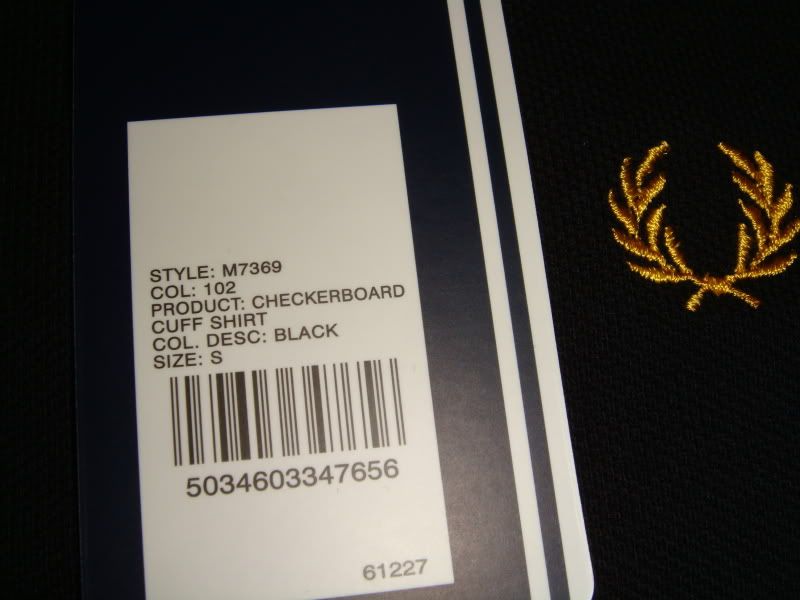 STYLE: M7369
COL: 102
PRODUCT: CHECKERBOARD
CUFF SHIRT
COL. DESC: BLACK
SIZE: S
5034603347656
61227